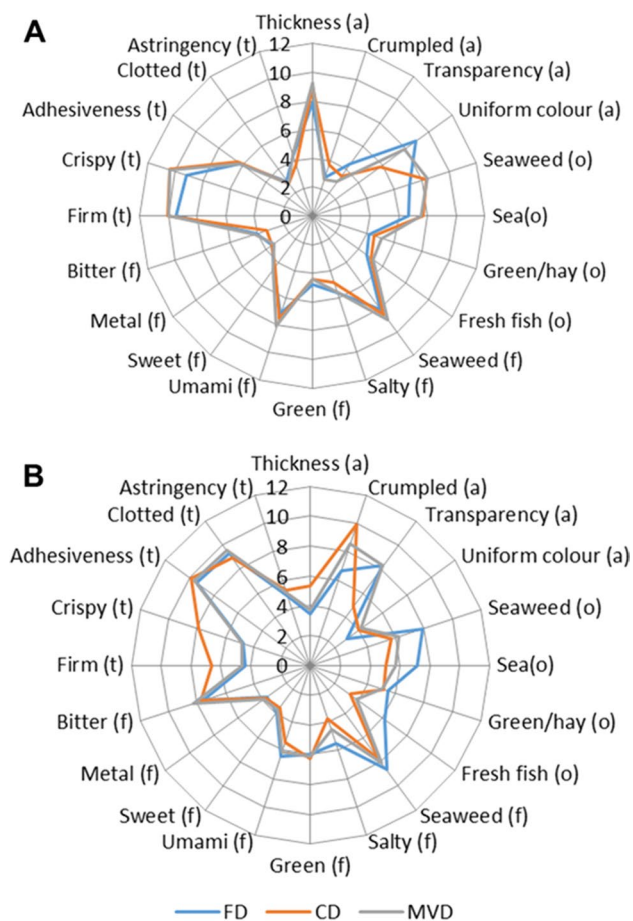 A
Thickness (a)
Crumpled (a)
Transparency (a)
Uniform colour (a)
Seaweed (o)
Sea(o)
Green/hay (o)
Fresh fish (o)
Seaweed (f)
Salty (f)
Green (f)
Umami (f)
Sweet (f)
Metal (f)
Bitter (f)
Firm (t)
Crispy (t)
Adhesiveness (t)
Clotted (t)
Astringency (t)
12
10
8
6
4
2
0
B
Thickness (a)
Crumpled (a)
Transparency (a)
Uniform colour (a)
Seaweed (o)
Sea(o)
Green/hay (o)
Fresh fish (o)
Seaweed (f)
Salty (f)
Green (f)
Umami (f)
Sweet (f)
Metal (f)
Bitter (f)
Firm (t)
Crispy (t)
Adhesiveness (t)
Clotted (t)
Astringency (t)
12
10
8
6
4
2
0
FD CD MVD